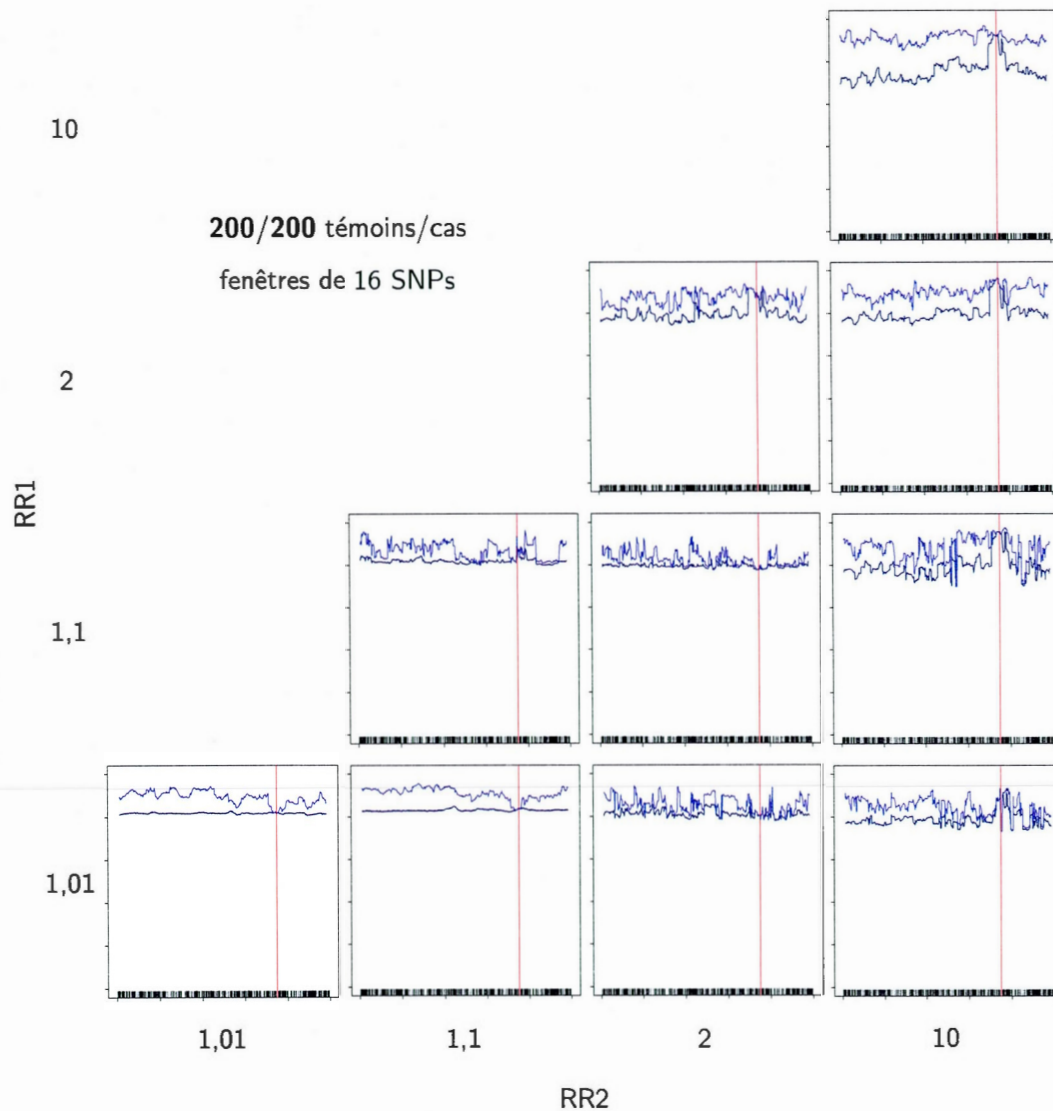 10
200/200 témoins/cas
fenêtres de 16 SNPs
2
RR1
1,1
1,01
1,01 1,1 2 10
RR2